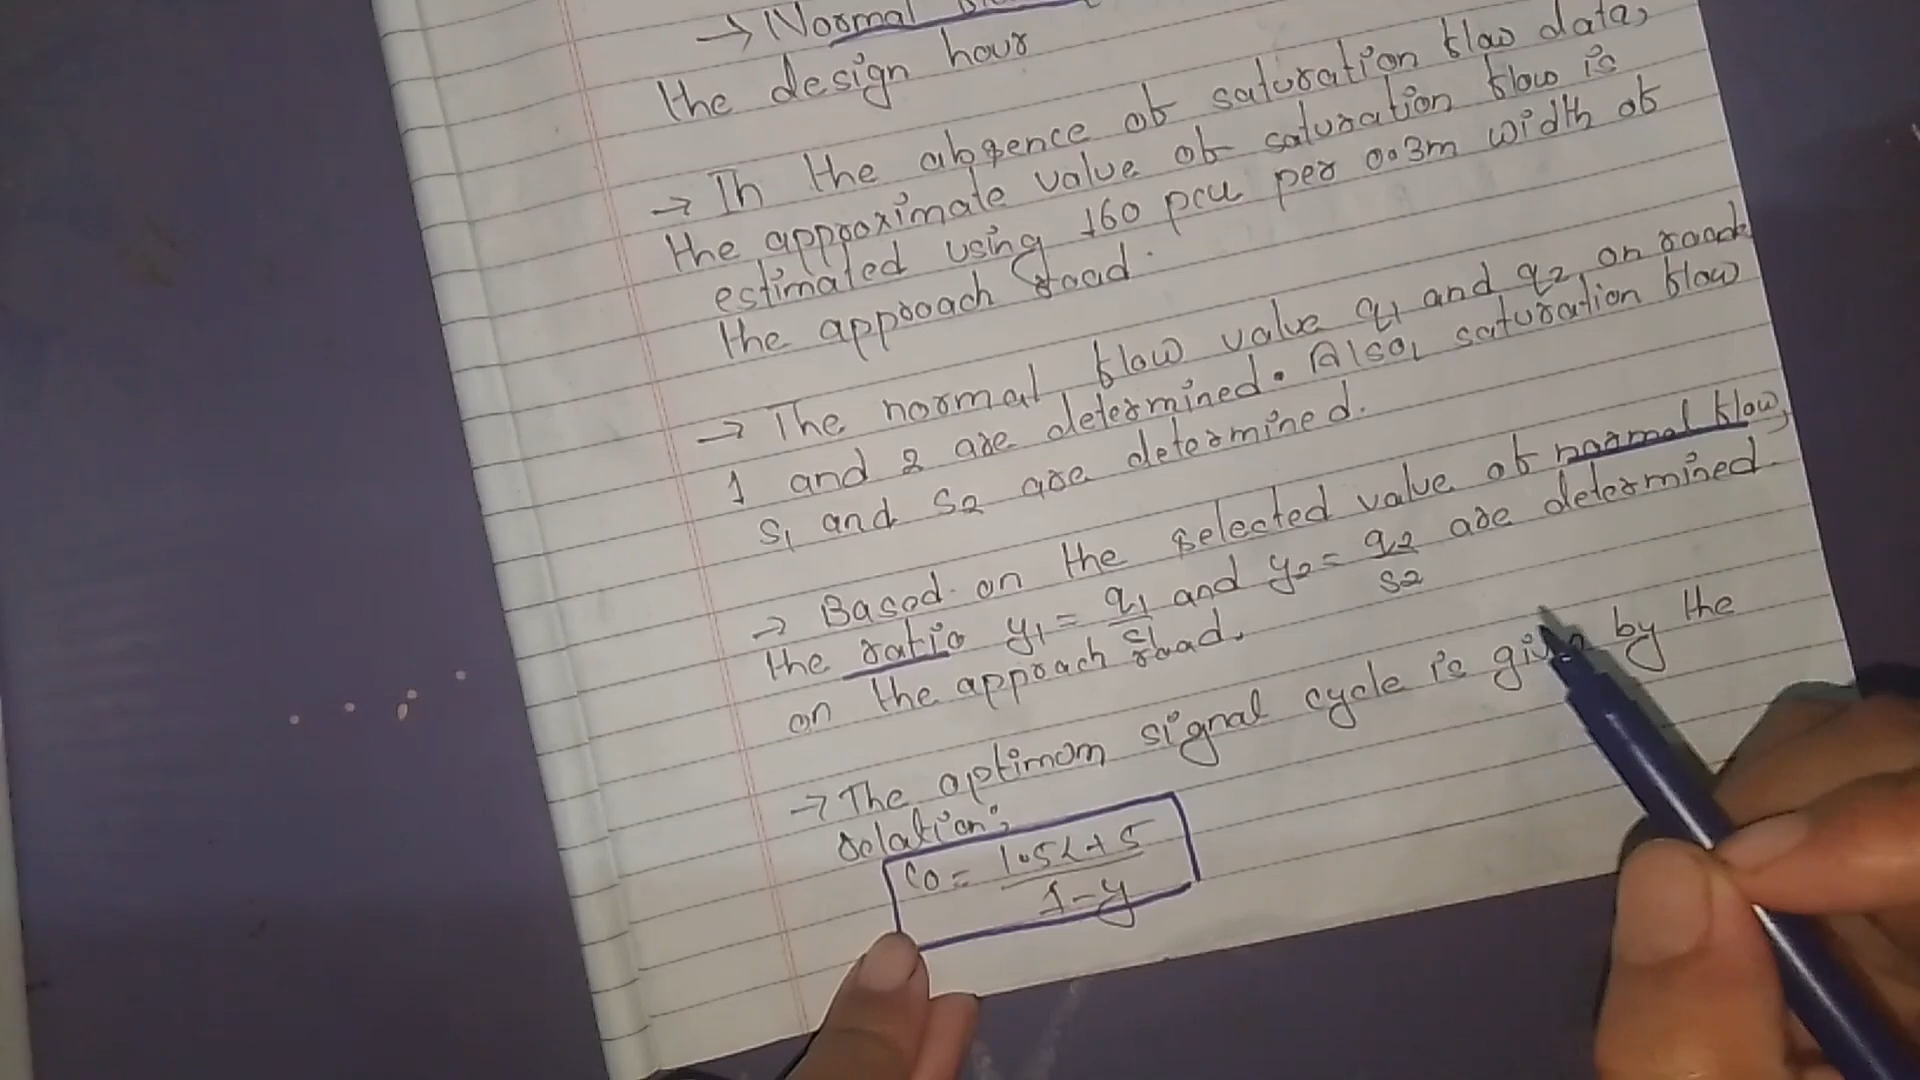 → Normal
the design hour
→ In the absence of saturation flow data,
the approximate value of saturation flow is
estimated using 160 pcu per 0.3m width of
the approach road.
→ The normal flow value q1 and q2 on road
1 and 2 are determined. Also, saturation flow
S1 and S2 are determined.
→ Based on the selected value of normal flow,
the ratio y1 = q1/s1 and y2 = q2/s2 are determined
on the approach road.
→ The optimum signal cycle is given by the
Co = 1.5L+5/1-y